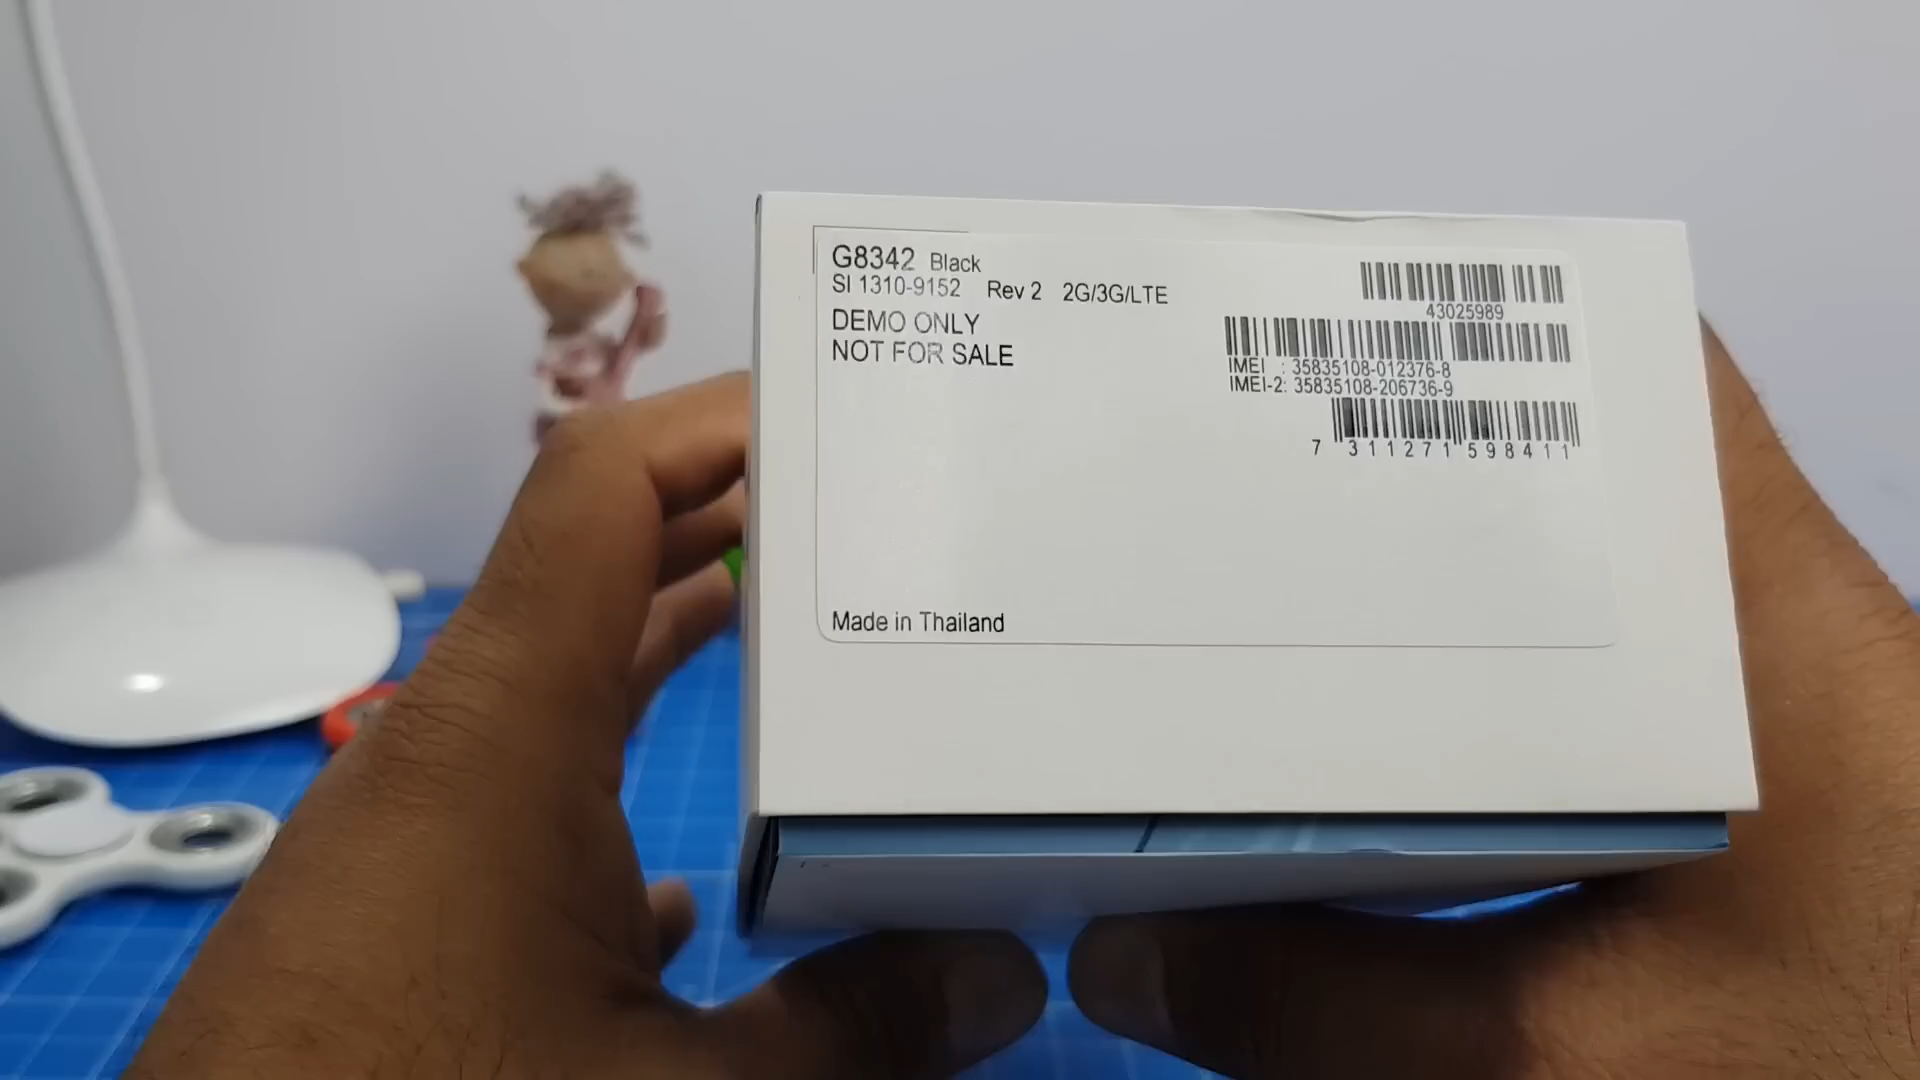 G8342 Black
SI 1310-9152 Rev 2 2G/3G/LTE
DEMO ONLY
NOT FOR SALE
43025989
IMEI : 35835108-012376-8
IMEI-2: 35835108-206736-9
7 311271 598411
Made in Thailand